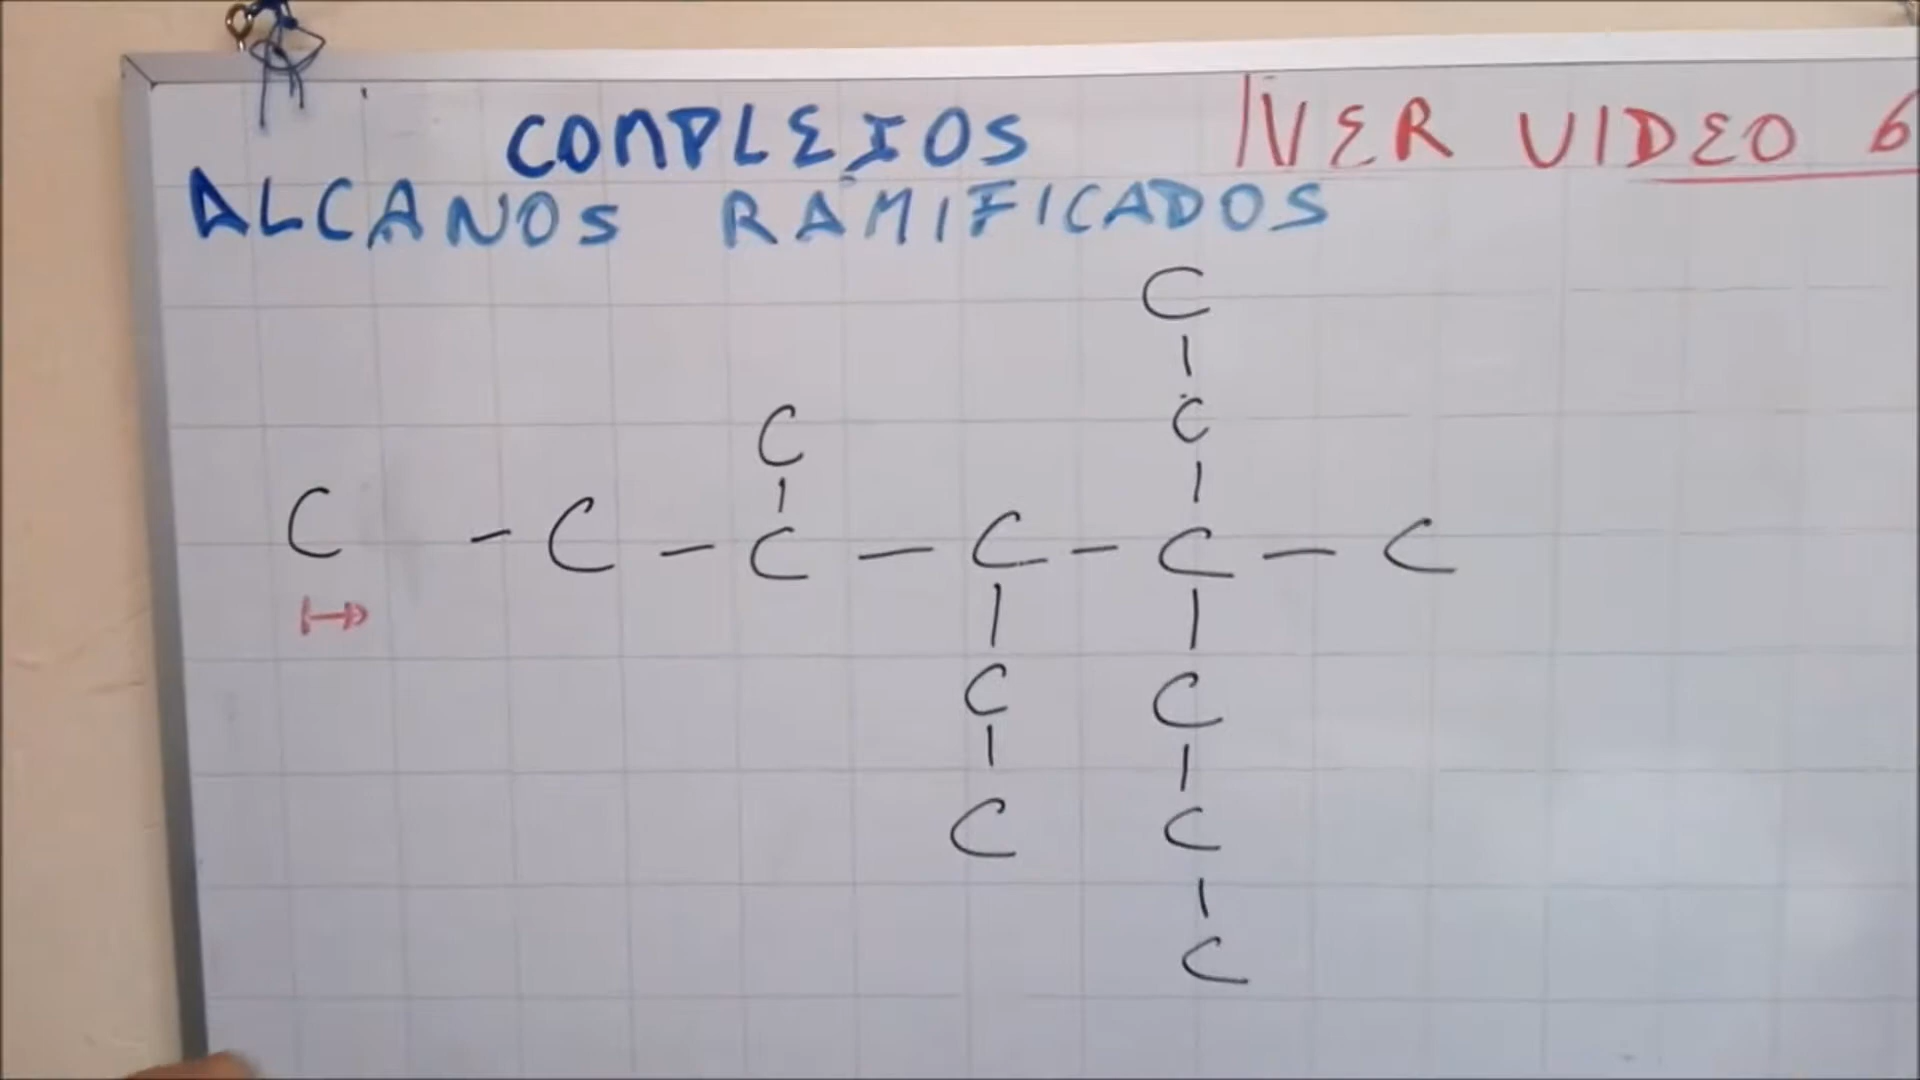 COMPLEJOS
VER VIDEO 6
ALCANOS RAMIFICADOS
C
C
C
C - C - C - C - C - C
C C
C C
C